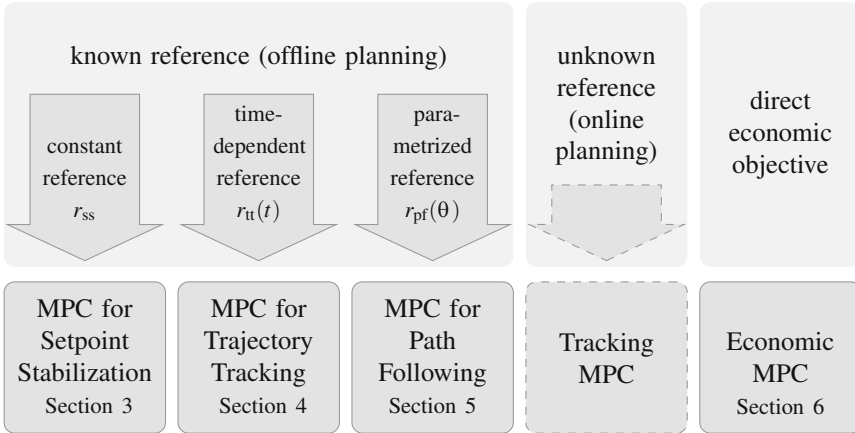 known reference (offline planning)
constant
reference
r_ss
time-
dependent
reference
r_tt(t)
para-
metrized
reference
r_pf(θ)
unknown
reference
(online
planning)
direct
economic
objective
MPC for
Setpoint
Stabilization
Section 3
MPC for
Trajectory
Tracking
Section 4
MPC for
Path
Following
Section 5
Tracking
MPC
Economic
MPC
Section 6